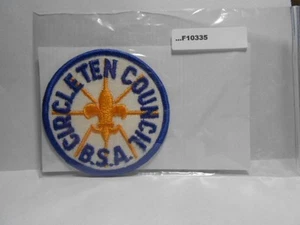 ...F10335
CIRCLE TEN COUNCIL
B.S.A.